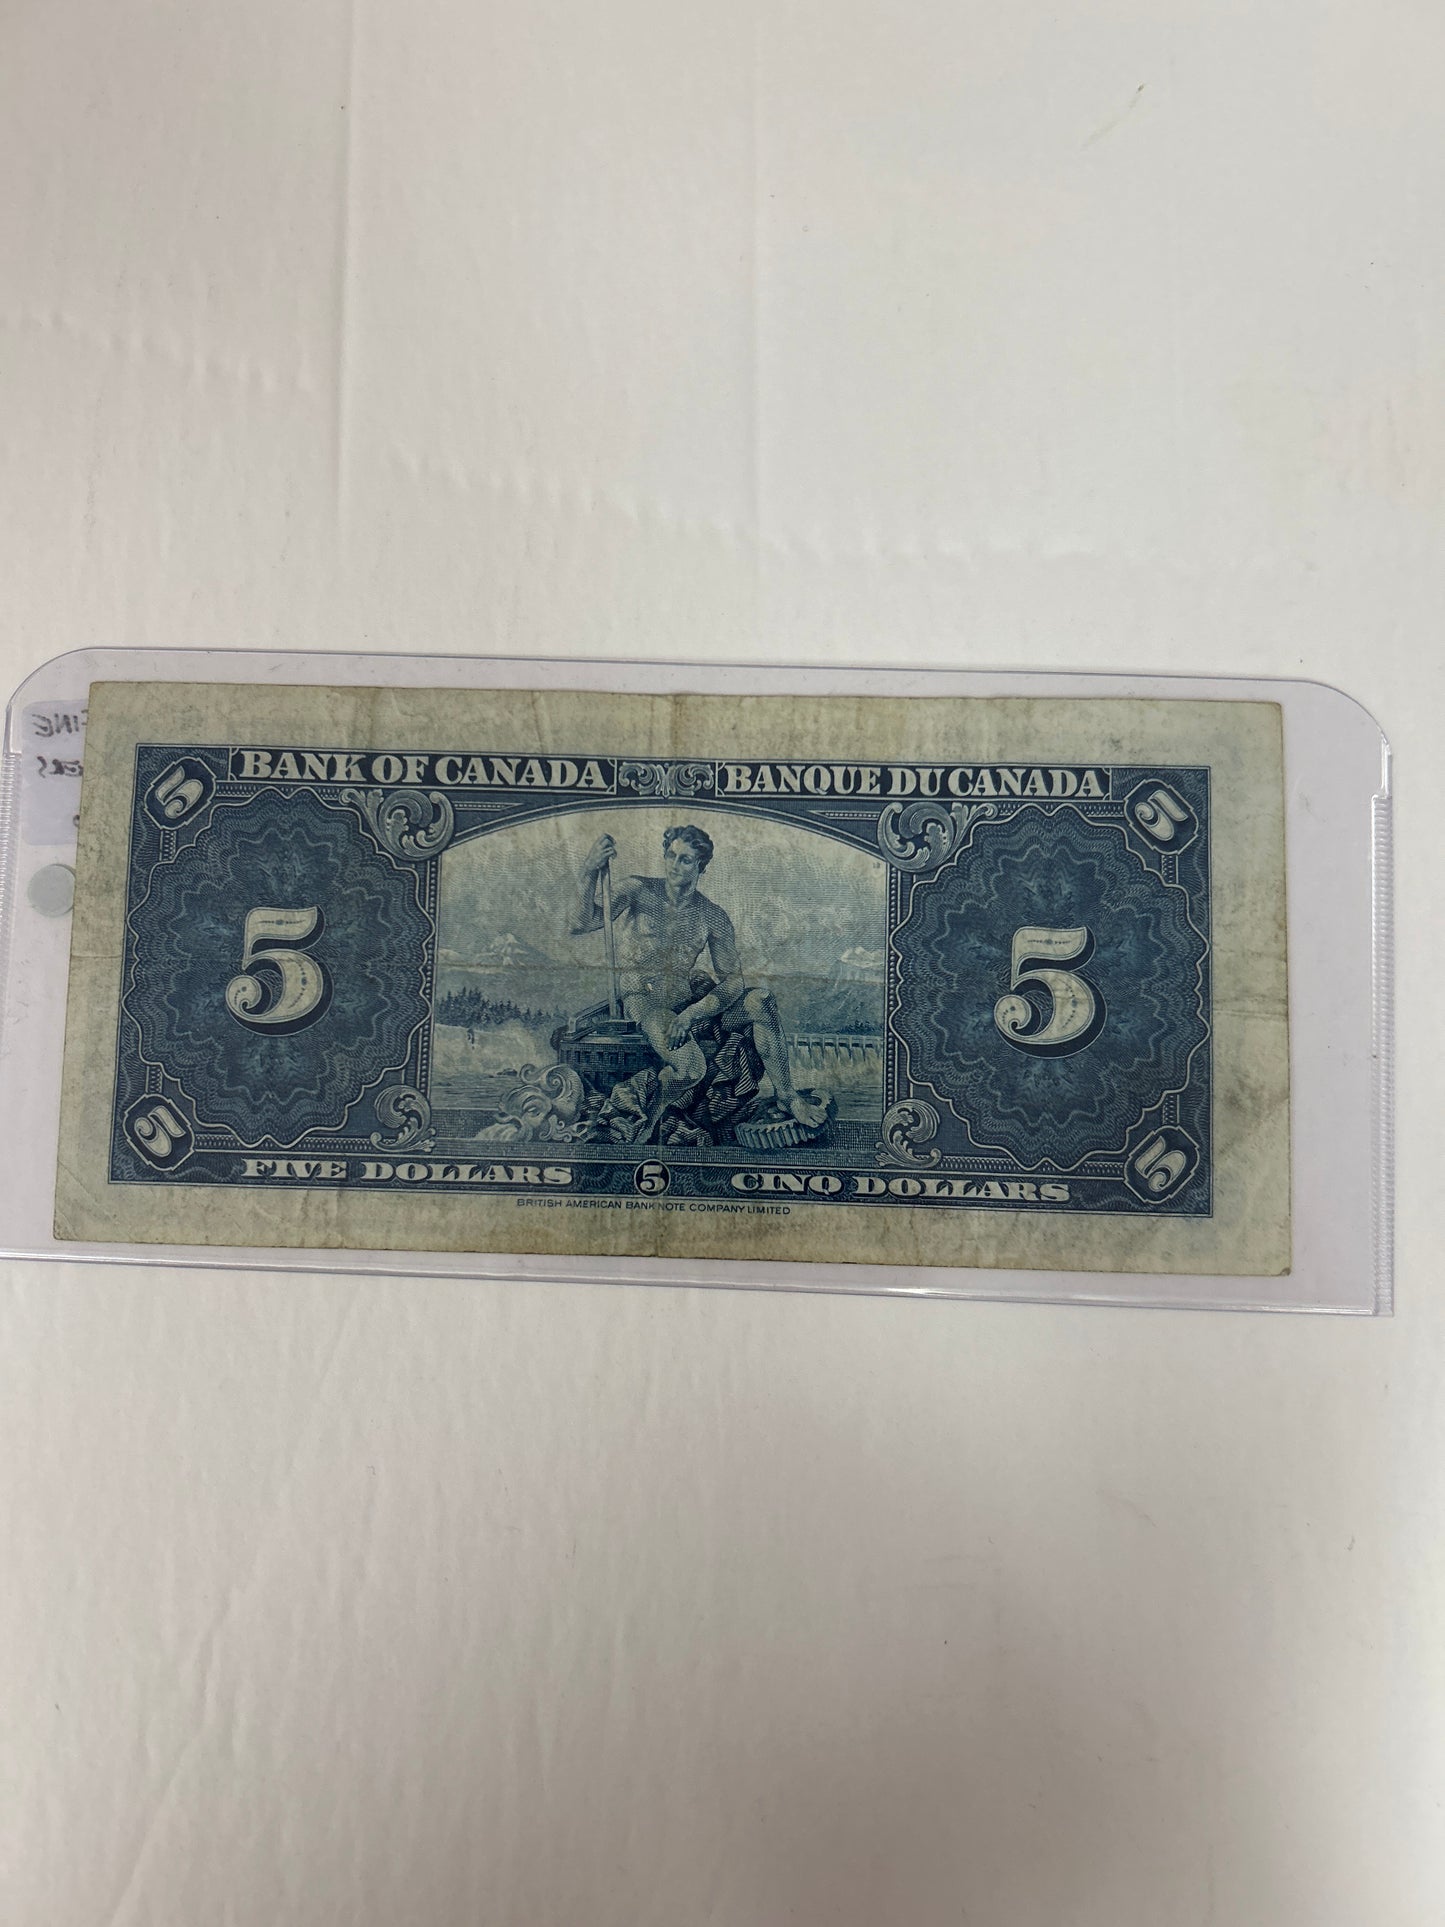 FINE
BANK OF CANADA BANQUE DU CANADA
5 5
5 5
5 5
FIVE DOLLARS 5 CINQ DOLLARS
BRITISH AMERICAN BANK NOTE COMPANY LIMITED